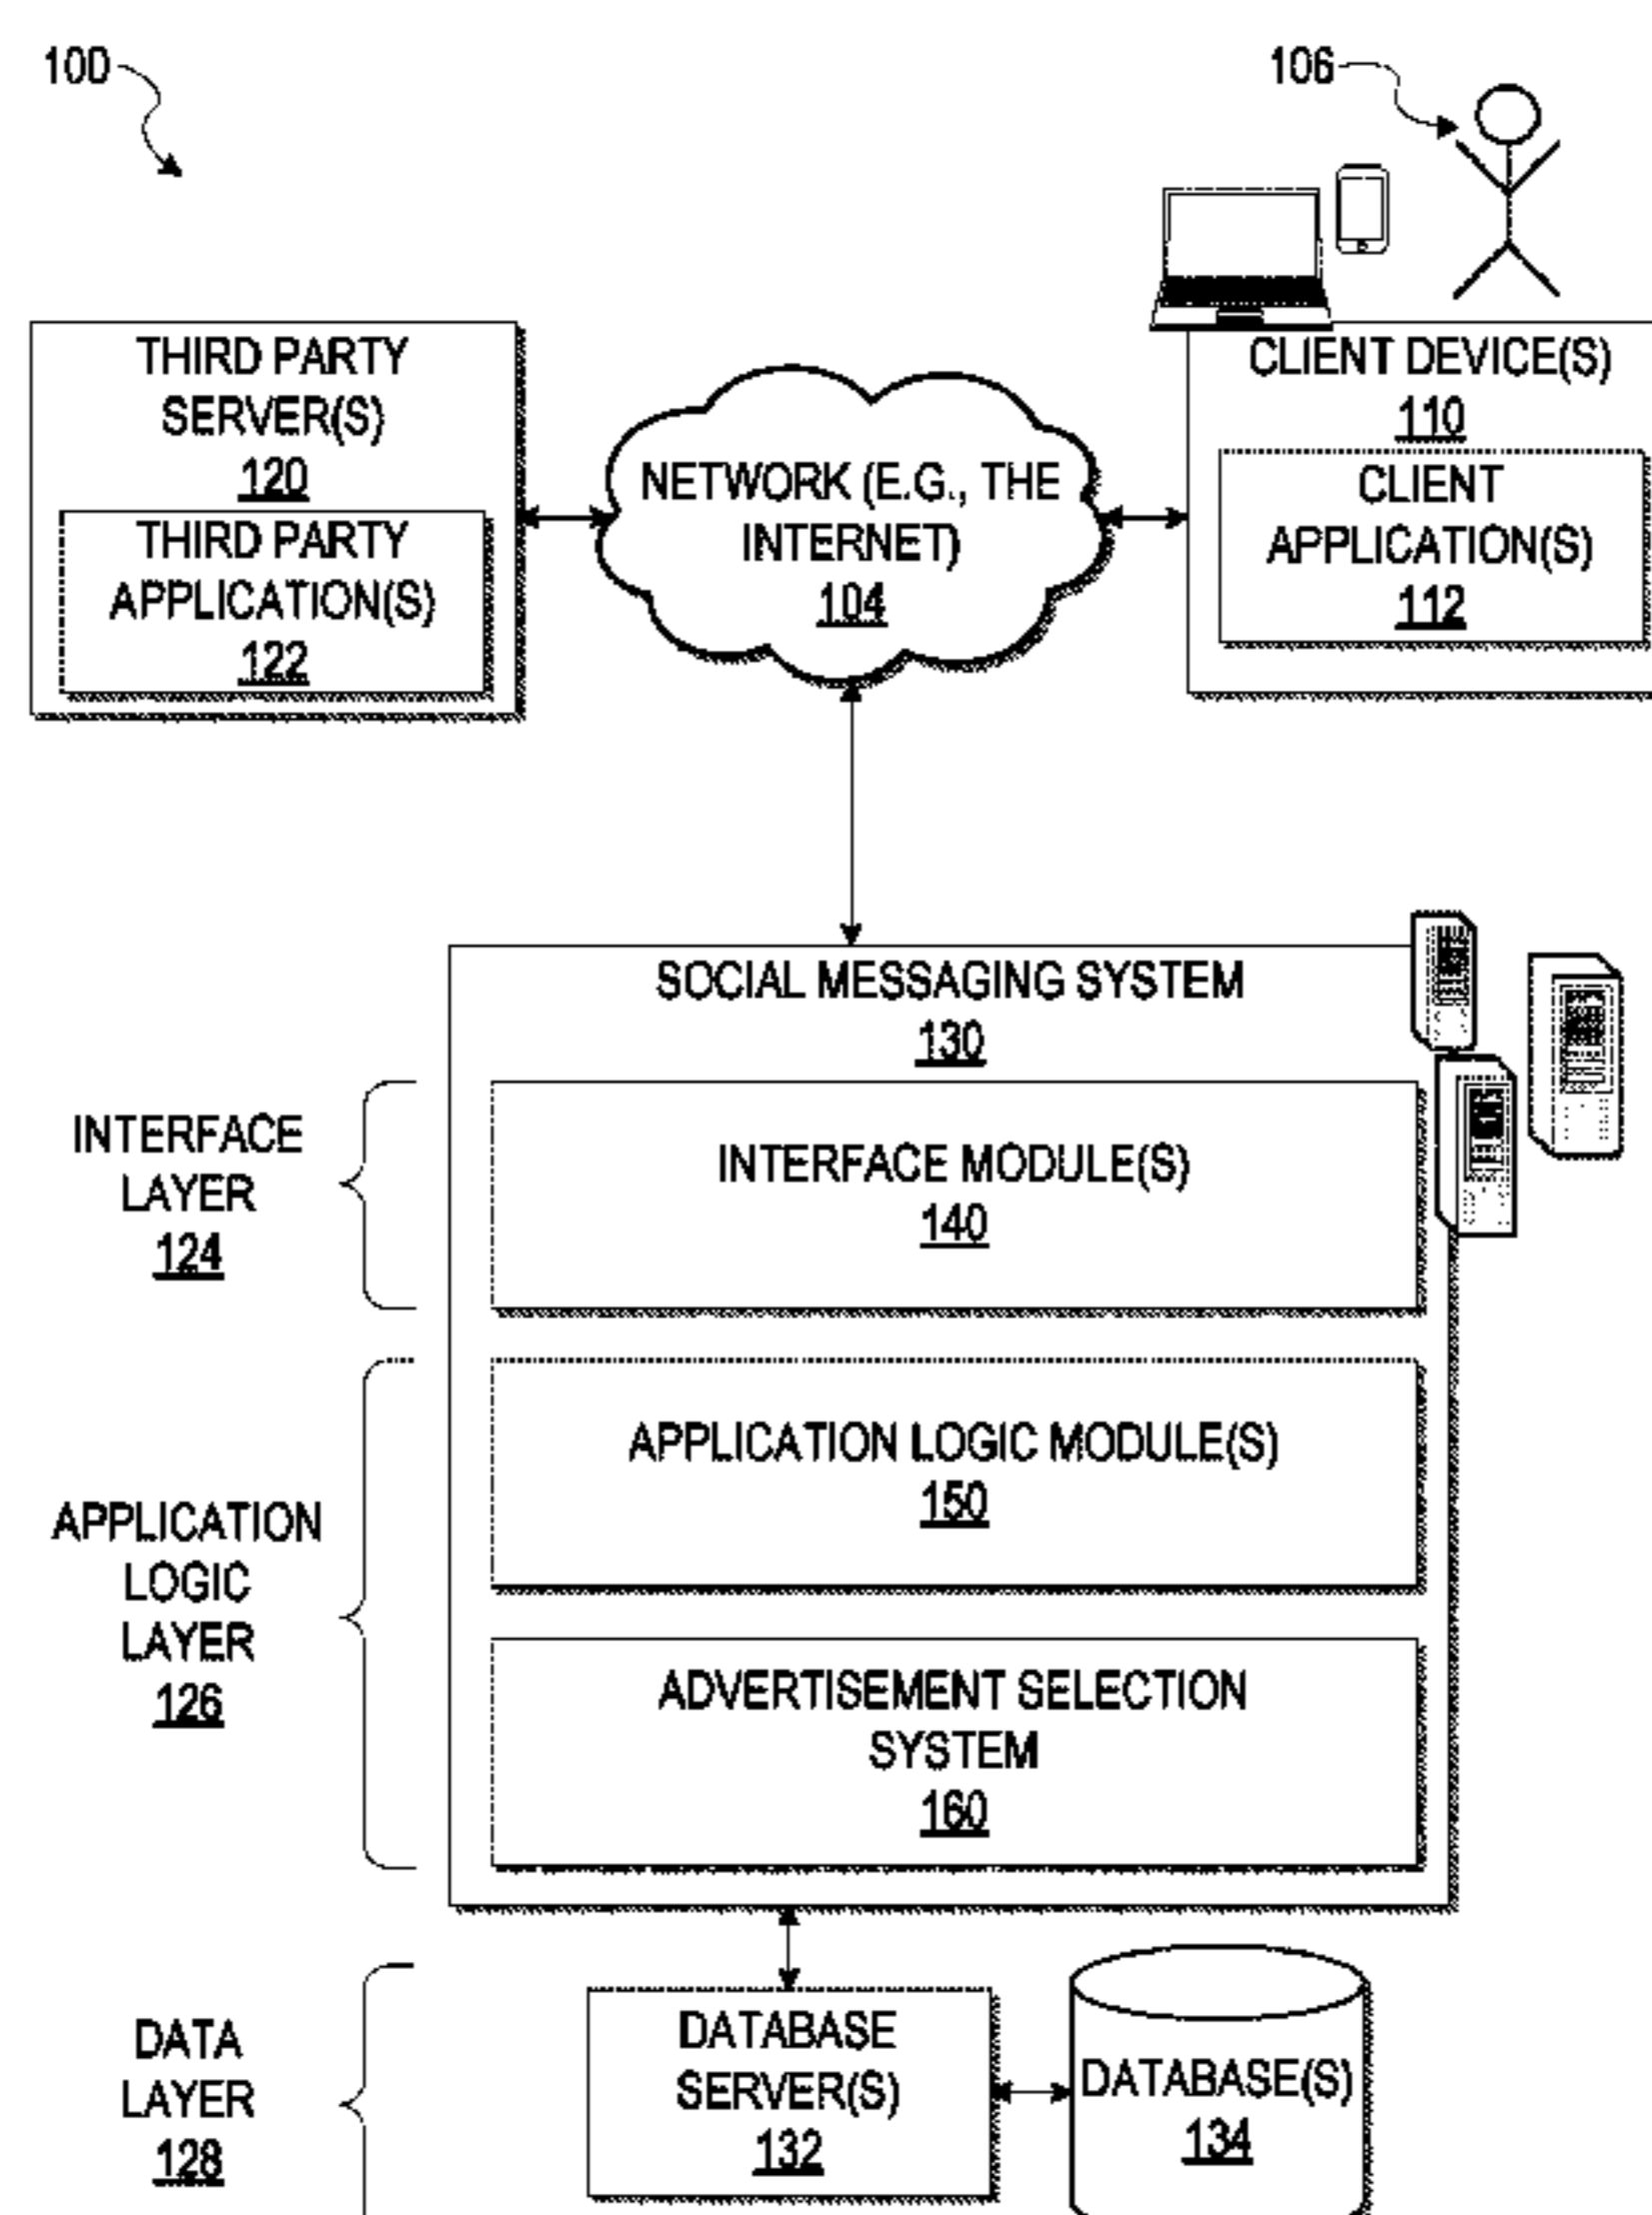 100
106
THIRD PARTY
SERVER(S)
120
THIRD PARTY
APPLICATION(S)
122
NETWORK (E.G., THE
INTERNET)
104
CLIENT DEVICE(S)
110
CLIENT
APPLICATION(S)
112
SOCIAL MESSAGING SYSTEM
130
INTERFACE
LAYER
124
INTERFACE MODULE(S)
140
APPLICATION
LOGIC
LAYER
126
APPLICATION LOGIC MODULE(S)
150
ADVERTISEMENT SELECTION
SYSTEM
160
DATA
LAYER
128
DATABASE
SERVER(S)
132
DATABASE(S)
134